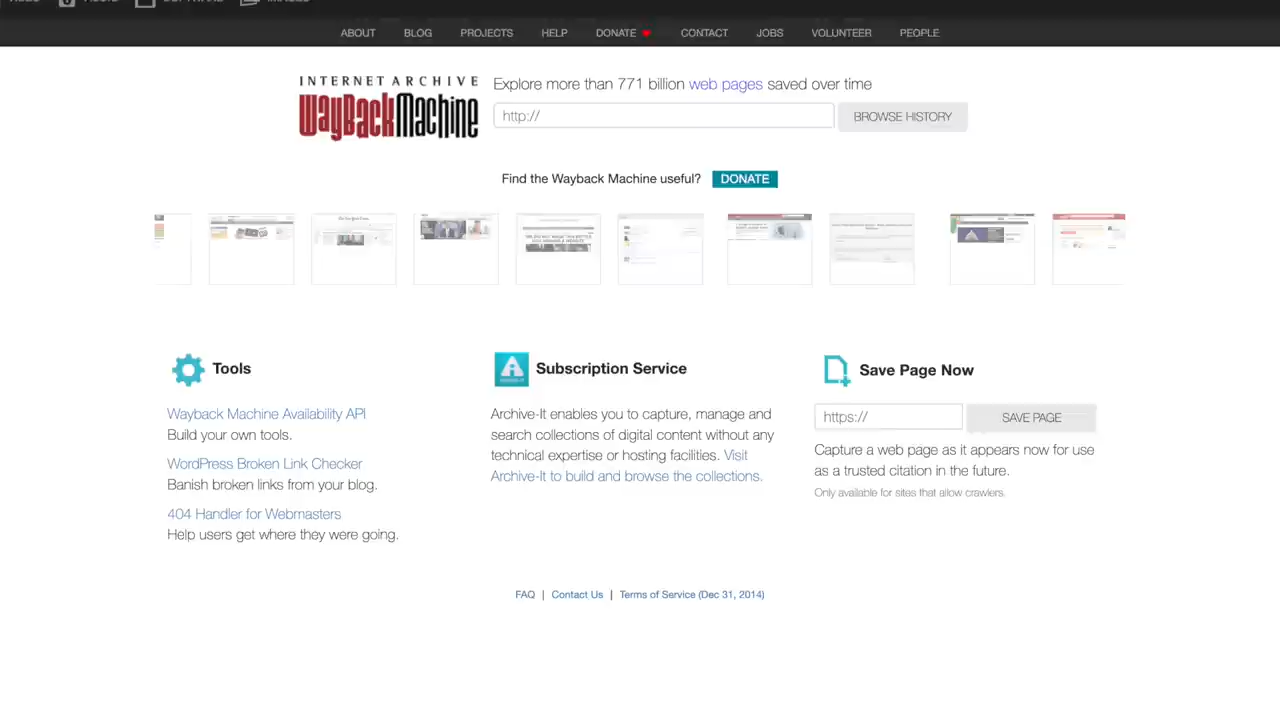 ABOUT BLOG PROJECTS HELP DONATE CONTACT JOBS VOLUNTEER PEOPLE
INTERNET ARCHIVE
WayBackMachine
Explore more than 771 billion web pages saved over time
http://
BROWSE HISTORY
Find the Wayback Machine useful? DONATE
Tools
Wayback Machine Availability API
Build your own tools.
WordPress Broken Link Checker
Banish broken links from your blog.
404 Handler for Webmasters
Help users get where they were going.
Subscription Service
Archive-It enables you to capture, manage and
search collections of digital content without any
technical expertise or hosting facilities. Visit
Archive-It to build and browse the collections.
Save Page Now
https://
SAVE PAGE
Capture a web page as it appears now for use
as a trusted citation in the future.
Only available for sites that allow crawlers.
FAQ | Contact Us | Terms of Service (Dec 31, 2014)